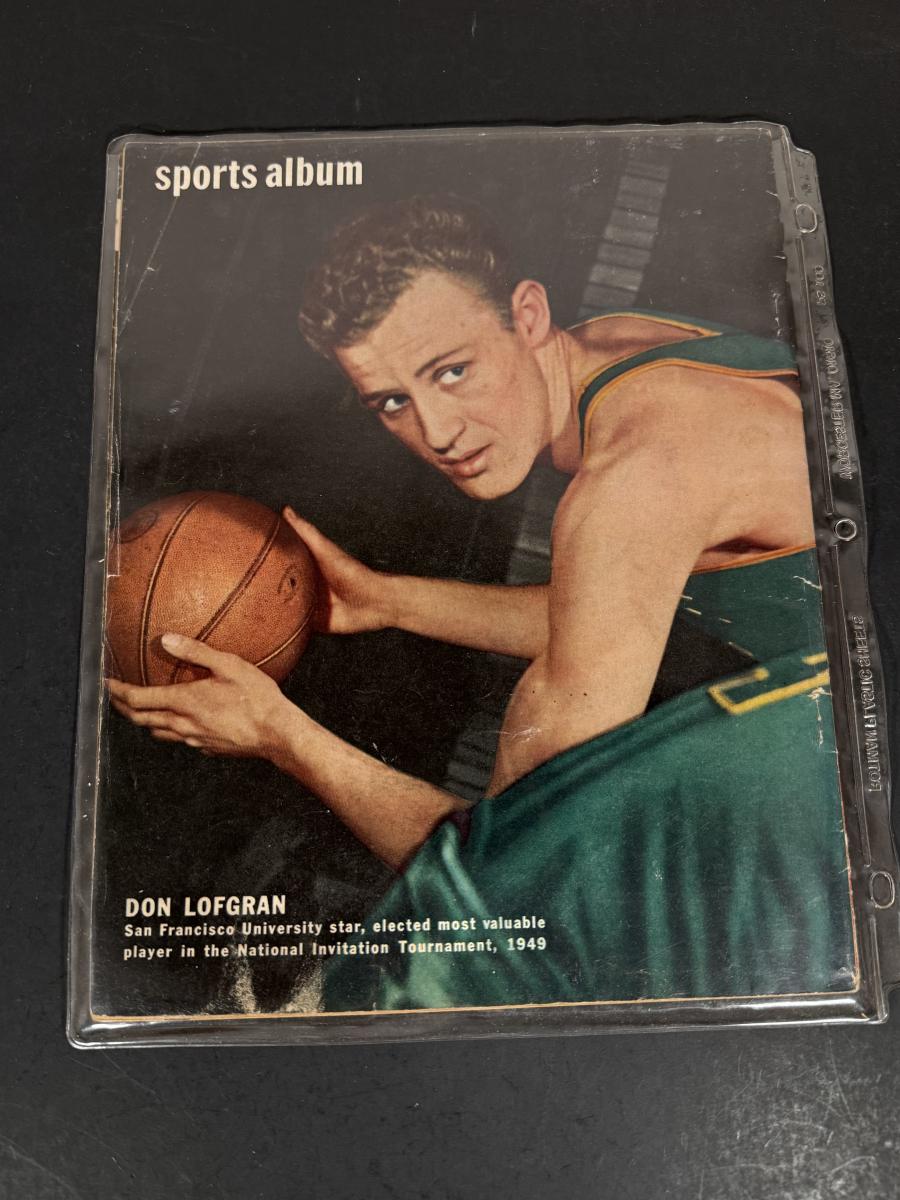 sports album
DON LOFGRAN
San Francisco University star, elected most valuable
player in the National Invitation Tournament, 1949